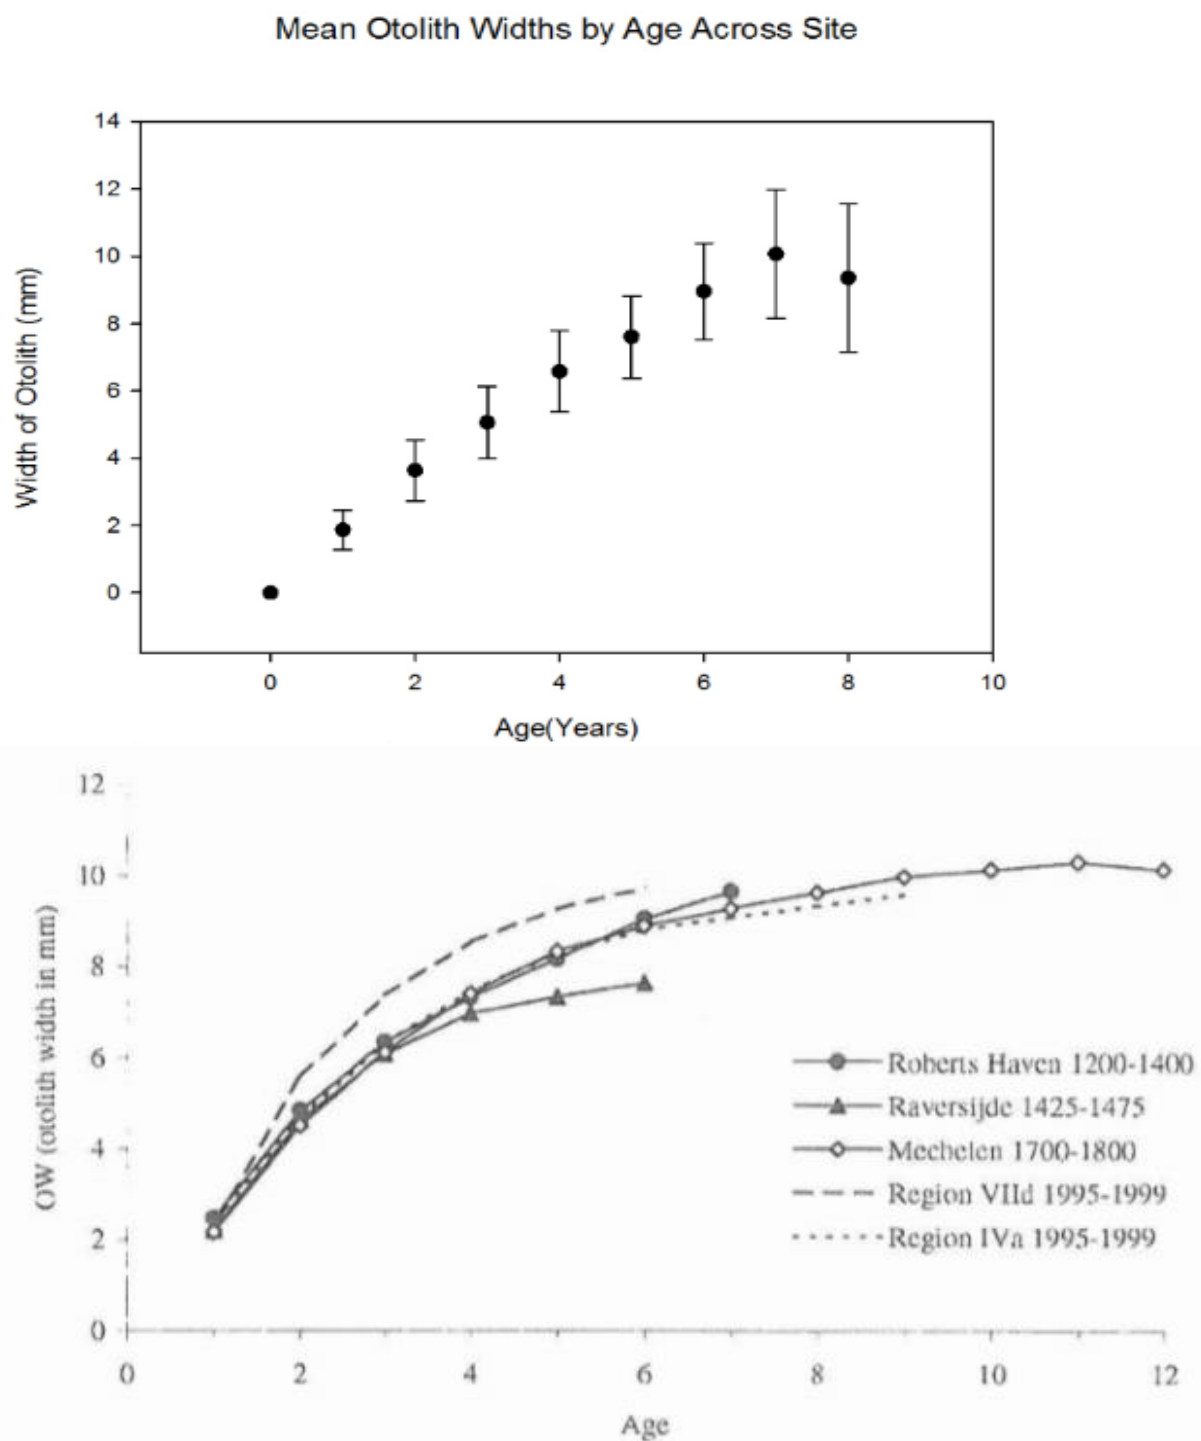 Mean Otolith Widths by Age Across Site
14
12
10
8
6
4
2
0
Width of Otolith (mm)
0 2 4 6 8 10
Age(Years)
12
10
8
6
4
2
0
OW (otolith width in mm)
Roberts Haven 1200-1400
Raversijde 1425-1475
Mechelen 1700-1800
Region VIId 1995-1999
Region IVa 1995-1999
0 2 4 6 8 10 12
Age